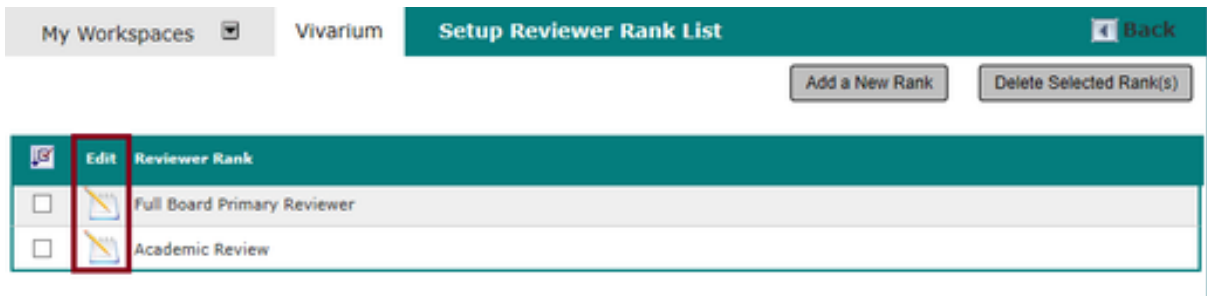 My Workspaces Vivarium Setup Reviewer Rank List Back
Add a New Rank Delete Selected Rank(s)
Edit Reviewer Rank
Full Board Primary Reviewer
Academic Review